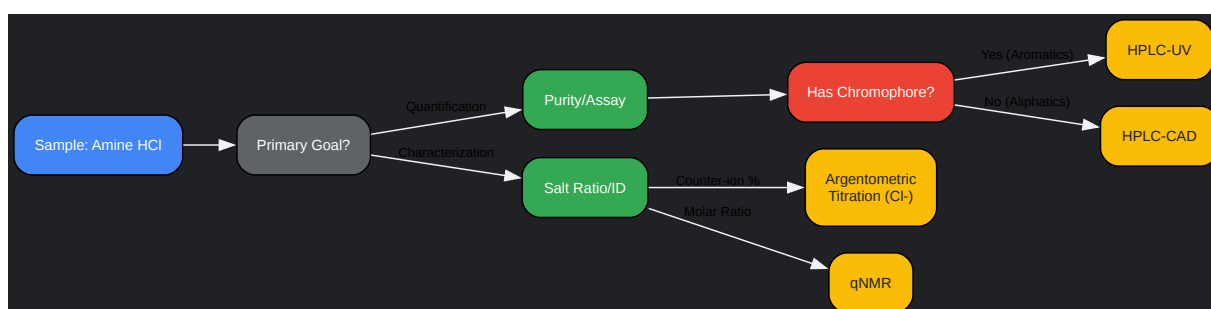 Sample: Amine HCl
Primary Goal?
Quantification
Characterization
Purity/Assay
Salt Ratio/ID
Has Chromophore?
Counter-ion %
Molar Ratio
Argentometric
Titration (Cl-)
qNMR
Yes (Aromatics)
No (Aliphatics)
HPLC-UV
HPLC-CAD